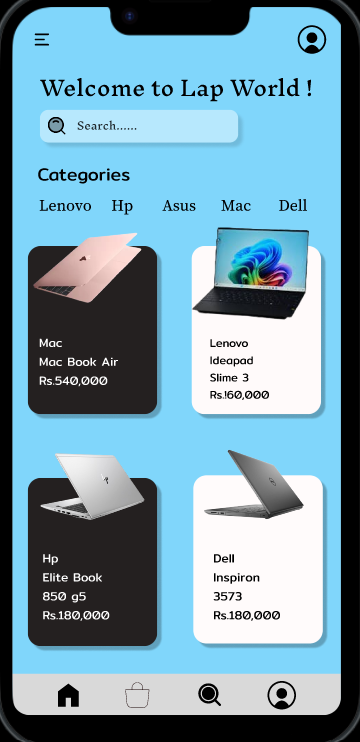 Welcome to Lap World !
Search......
Categories
Lenovo Hp Asus Mac Dell
Mac
Mac Book Air
Rs.540,000
Lenovo
Ideapad
Slime 3
Rs.!60,000
Hp
Elite Book
850 g5
Rs.180,000
Dell
Inspiron
3573
Rs.180,000